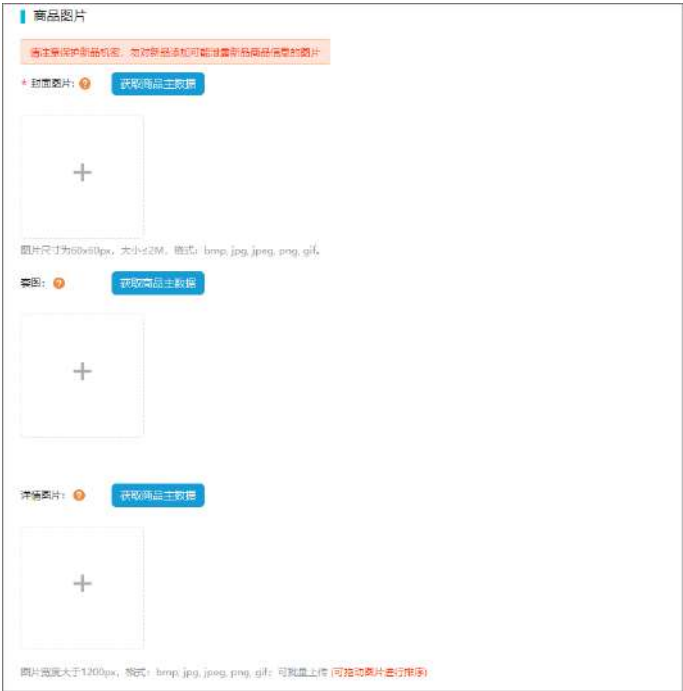 商品图片
请注意保护新品机密，勿对新品添加可能泄露新品商品信息的图片
* 封面图片: ? 获取商品主数据
图片尺寸为60x60px，大小≤2M，格式：bmp, jpg, jpeg, png, gif。
套图: ? 获取商品主数据
详情图片: ? 获取商品主数据
图片宽度大于1200px，格式：bmp, jpg, jpeg, png, gif；可批量上传 (可拖动图片进行排序)